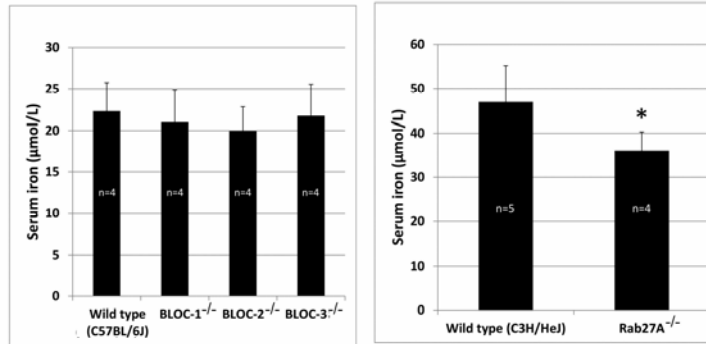 30
25
20
15
10
5
0
Serum iron (µmol/L)
n=4
n=4
n=4
n=4
Wild type
(C57BL/6J)
BLOC-1−/−
BLOC-2−/−
BLOC-3−/−
60
50
40
30
20
10
0
Serum iron (µmol/L)
*
n=5
n=4
Wild type (C3H/HeJ)
Rab27A−/−